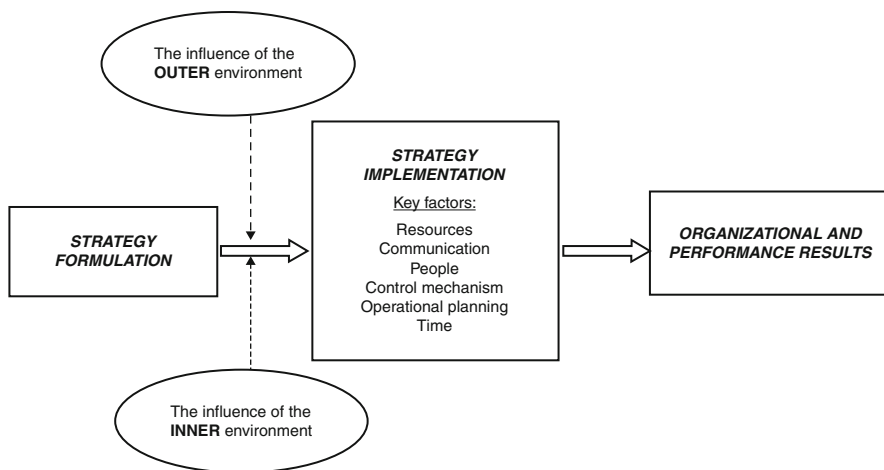 The influence of the
OUTER environment
STRATEGY
FORMULATION
STRATEGY
IMPLEMENTATION
Key factors:
Resources
Communication
People
Control mechanism
Operational planning
Time
ORGANIZATIONAL AND
PERFORMANCE RESULTS
The influence of the
INNER environment